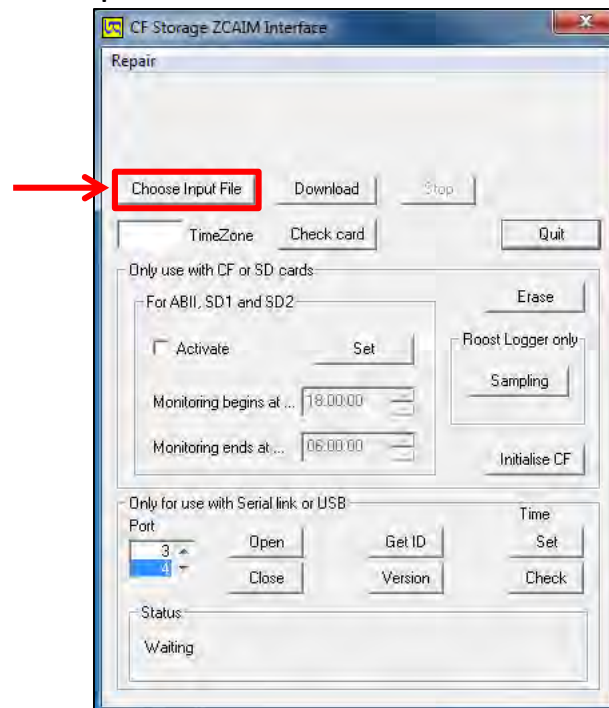 CF Storage ZCAIM Interface
Repair
Choose Input File
Download
Stop
TimeZone
Check card
Quit
Only use with CF or SD cards
For ABII, SD1 and SD2
Erase
Activate
Set
Roost Logger only
Sampling
Monitoring begins at ...
18:00:00
Monitoring ends at ...
06:00:00
Initialise CF
Only for use with Serial link or USB
Port
Time
3
Open
Get ID
Set
4
Close
Version
Check
Status
Waiting